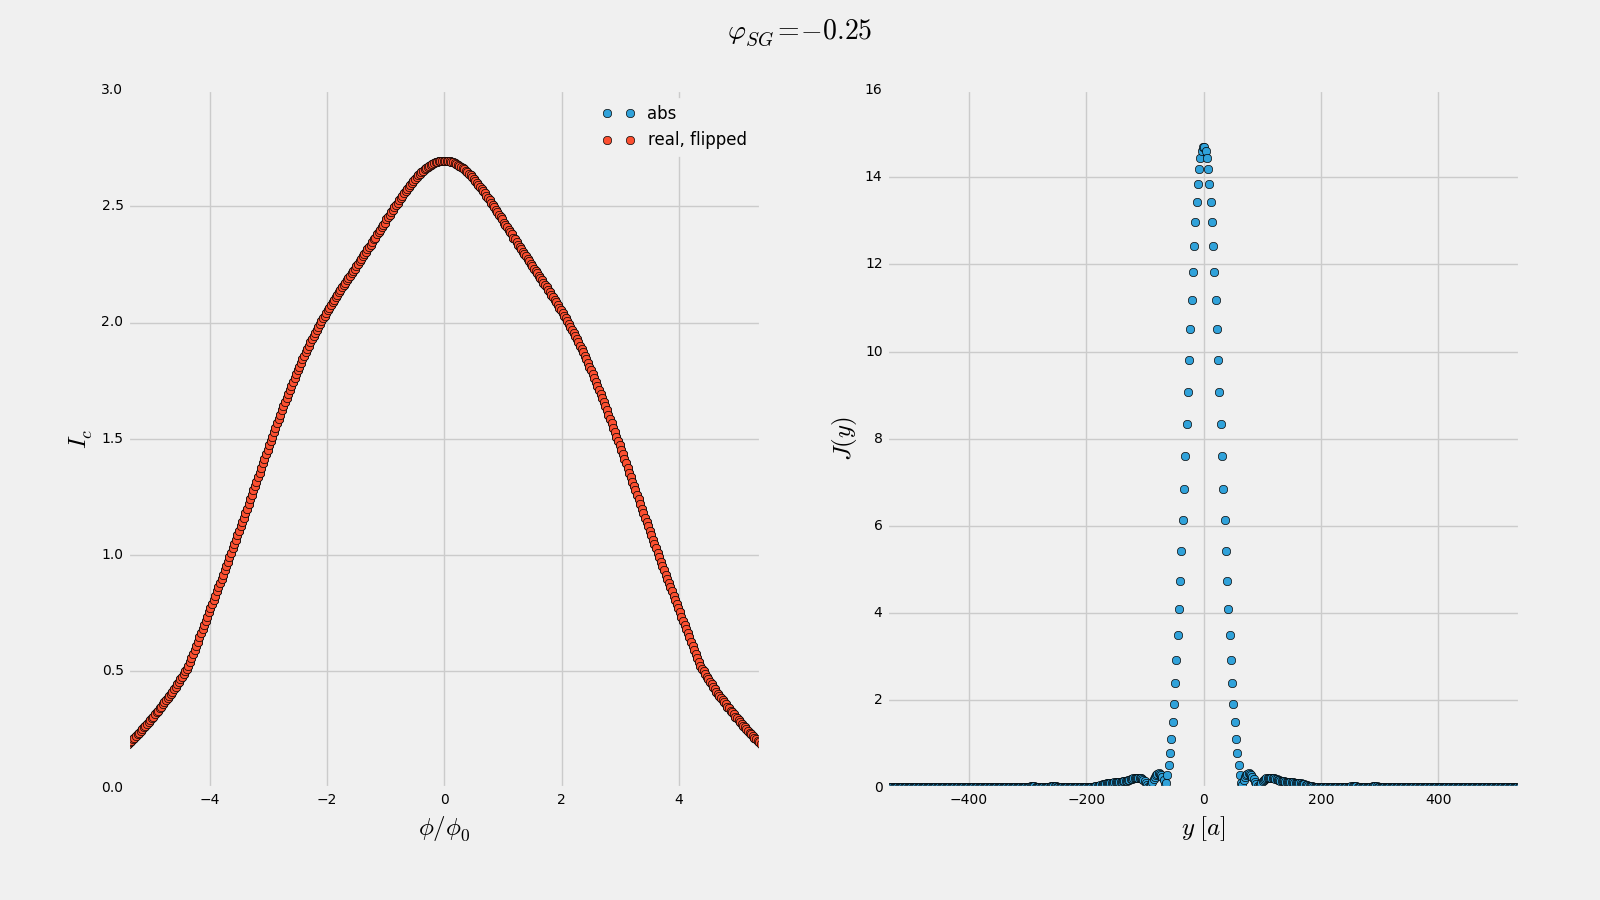 φ_SG = −0.25
3.0
2.5
2.0
1.5
1.0
0.5
0.0
I_c
−4 −2 0 2 4
ϕ/ϕ_0
abs
real, flipped
16
14
12
10
8
6
4
2
0
J(y)
−400 −200 0 200 400
y [a]